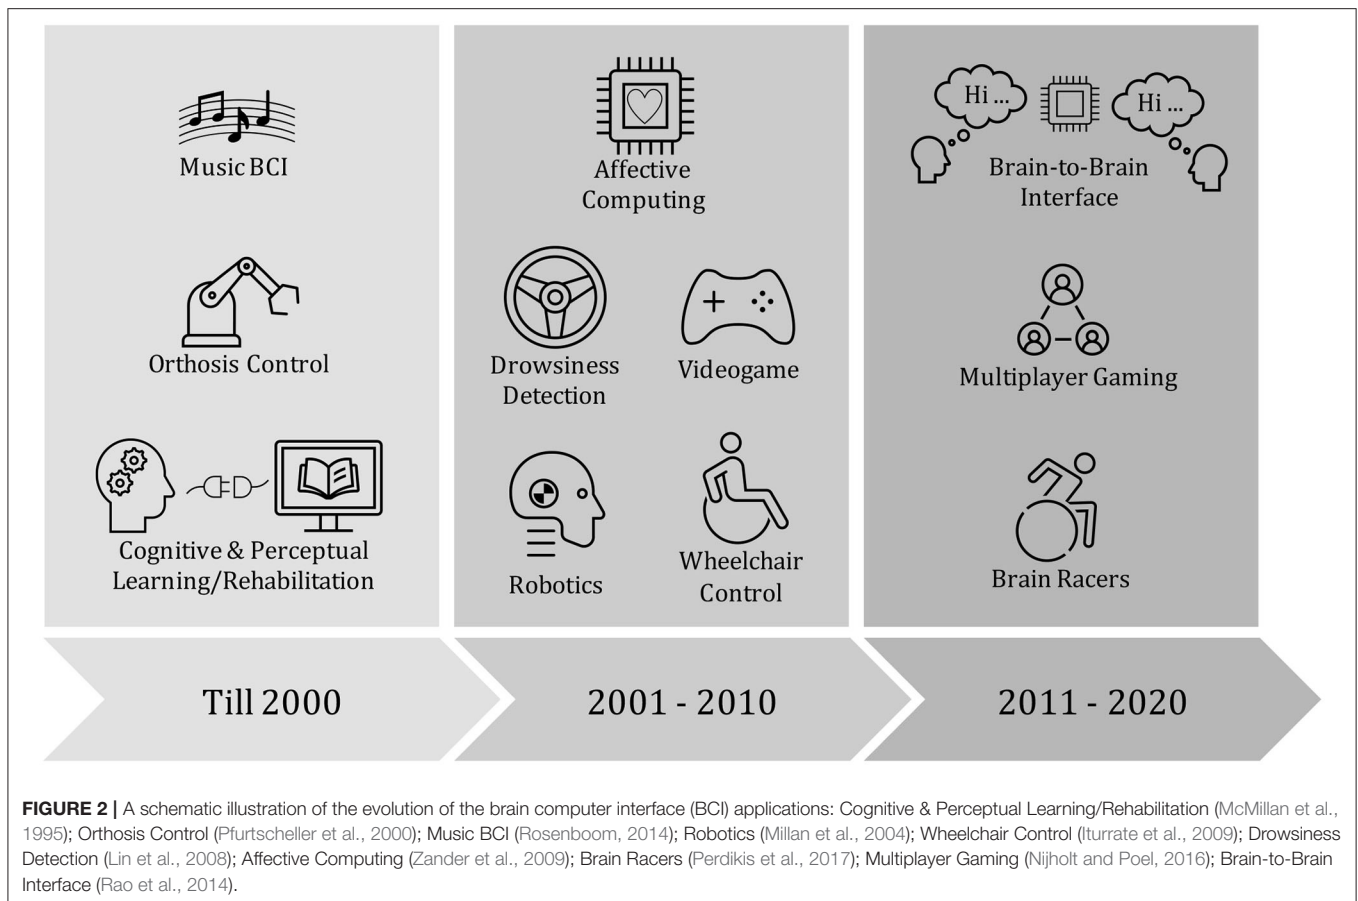 Music BCI
Orthosis Control
Cognitive & Perceptual
Learning/Rehabilitation
Affective
Computing
Drowsiness
Detection
Videogame
Robotics
Wheelchair
Control
Hi ...
Hi ...
Brain-to-Brain
Interface
Multiplayer Gaming
Brain Racers
Till 2000
2001 - 2010
2011 - 2020
FIGURE 2 | A schematic illustration of the evolution of the brain computer interface (BCI) applications: Cognitive & Perceptual Learning/Rehabilitation (McMillan et al.,
1995); Orthosis Control (Pfurtscheller et al., 2000); Music BCI (Rosenboom, 2014); Robotics (Millan et al., 2004); Wheelchair Control (Iturrate et al., 2009); Drowsiness
Detection (Lin et al., 2008); Affective Computing (Zander et al., 2009); Brain Racers (Perdikis et al., 2017); Multiplayer Gaming (Nijholt and Poel, 2016); Brain-to-Brain
Interface (Rao et al., 2014).